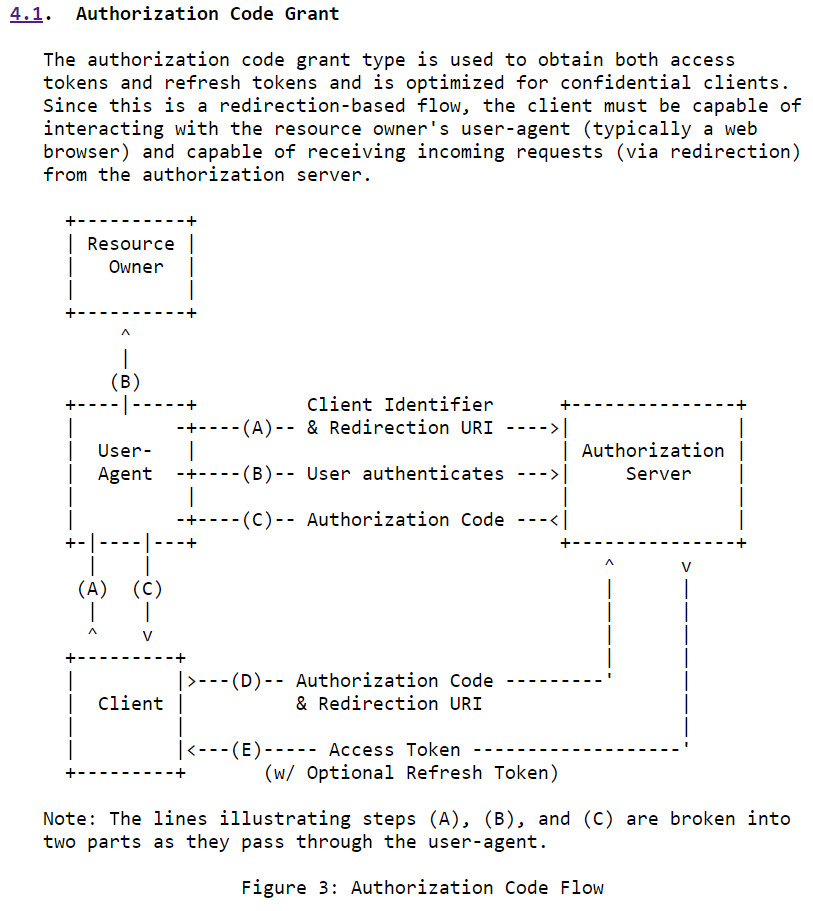 4.1.  Authorization Code Grant

   The authorization code grant type is used to obtain both access
   tokens and refresh tokens and is optimized for confidential clients.
   Since this is a redirection-based flow, the client must be capable of
   interacting with the resource owner's user-agent (typically a web
   browser) and capable of receiving incoming requests (via redirection)
   from the authorization server.

     +----------+
     | Resource |
     |   Owner  |
     |          |
     +----------+
          ^
          |
         (B)
     +----|-----+          Client Identifier      +---------------+
     |         -+----(A)-- & Redirection URI ---->|               |
     |  User-   |                                 | Authorization |
     |  Agent  -+----(B)-- User authenticates --->|     Server    |
     |          |                                 |               |
     |         -+----(C)-- Authorization Code ---<|               |
     +-|----|---+                                 +---------------+
       |    |                                         ^      v
      (A)  (C)                                        |      |
       |    |                                         |      |
       ^    v                                         |      |
     +---------+                                      |      |
     |         |>---(D)-- Authorization Code ---------'      |
     |  Client |          & Redirection URI                  |
     |         |                                             |
     |         |<---(E)----- Access Token -------------------'
     +---------+       (w/ Optional Refresh Token)

   Note: The lines illustrating steps (A), (B), and (C) are broken into
   two parts as they pass through the user-agent.

                     Figure 3: Authorization Code Flow